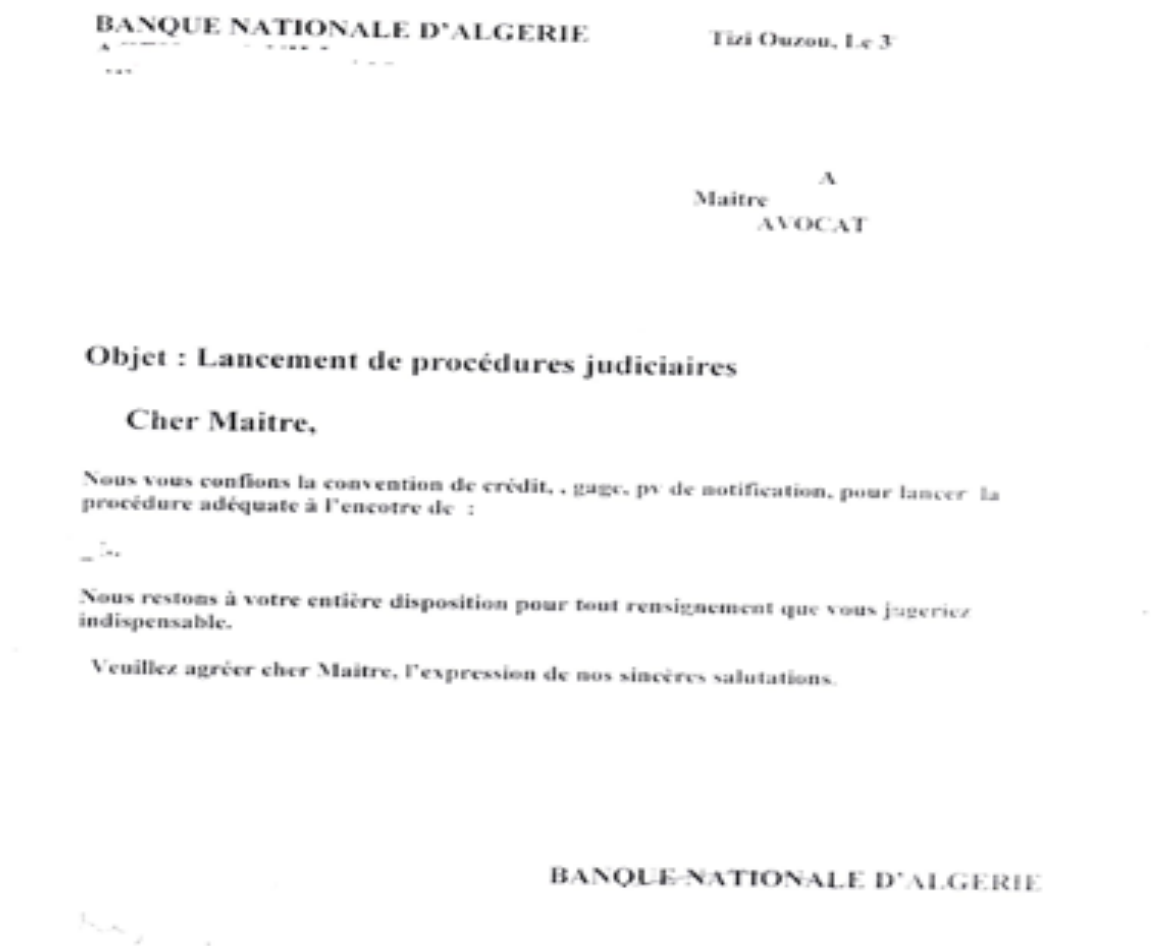 BANQUE NATIONALE D'ALGERIE
Tizi Ouzou, Le 3
A
Maitre
AVOCAT
Objet : Lancement de procédures judiciaires
Cher Maitre,
Nous vous confions la convention de crédit, , gage, pv de notification, pour lancer la
procédure adéquate à l'encotre de :
Nous restons à votre entière disposition pour tout rensignement que vous jugeriez
indispensable.
Veuillez agréer cher Maitre, l'expression de nos sincères salutations.
BANQUE NATIONALE D'ALGERIE